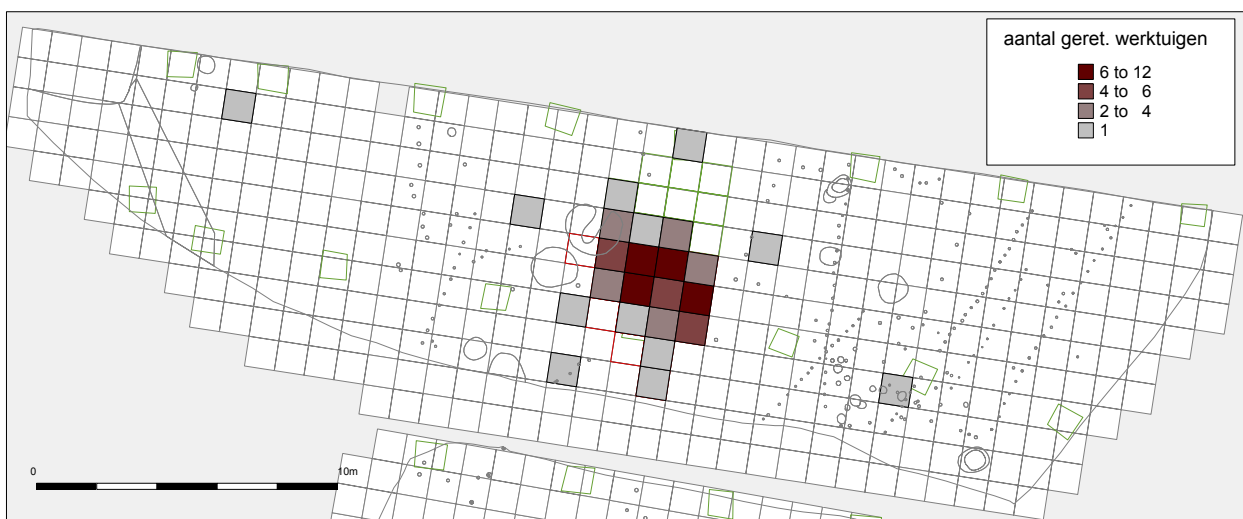 aantal geret. werktuigen
6 to 12
4 to 6
2 to 4
1
0 10m